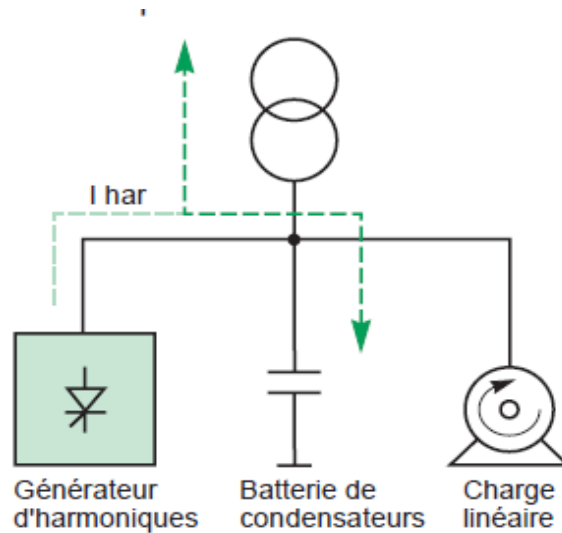 I har
Générateur
d'harmoniques
Batterie de
condensateurs
Charge
linéaire